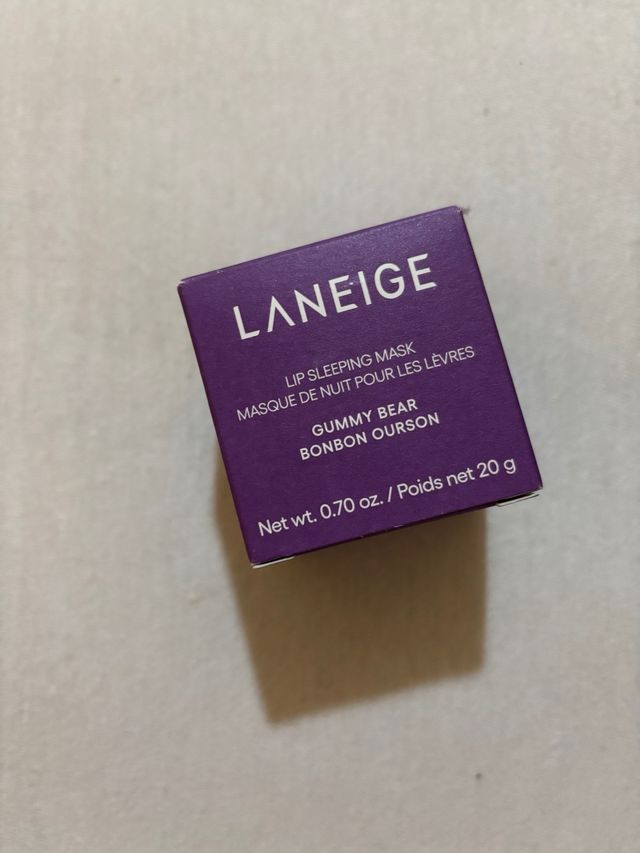 LANEIGE
LIP SLEEPING MASK
MASQUE DE NUIT POUR LES LÈVRES
GUMMY BEAR
BONBON OURSON
Net wt. 0.70 oz. / Poids net 20 g